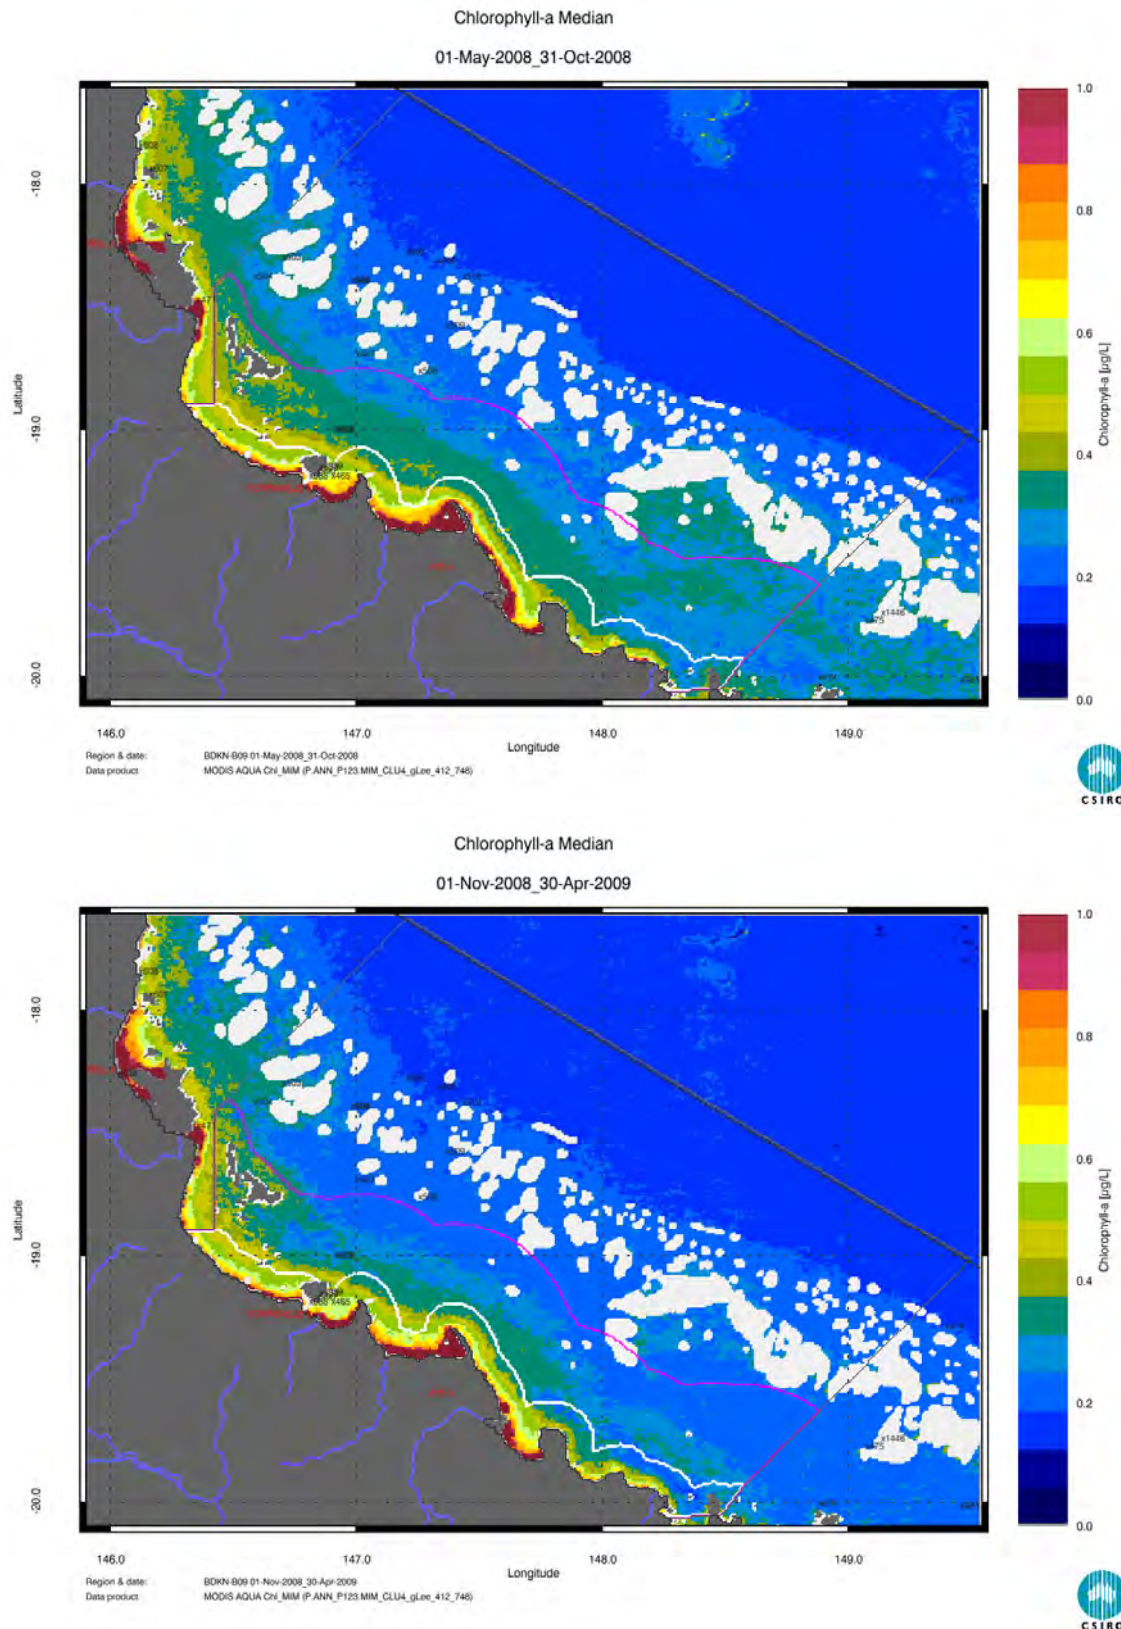 Chlorophyll-a Median
01-May-2008_31-Oct-2008
1.0
0.8
0.6
0.4
0.2
0.0
Chlorophyll-a [µg/L]
-18.0
-19.0
-20.0
Latitude
x1446
146.0
147.0
148.0
149.0
Longitude
Region & date:
BDKN-B09 01-May-2008_31-Oct-2008
Data product
MODIS AQUA Chl_MIM (P.ANN_P123.MIM_CLU4_gLee_412_748)
CSIRO
Chlorophyll-a Median
01-Nov-2008_30-Apr-2009
1.0
0.8
0.6
0.4
0.2
0.0
Chlorophyll-a [µg/L]
-18.0
-19.0
-20.0
Latitude
x1446
146.0
147.0
148.0
149.0
Longitude
Region & date:
BDKN-B09 01-Nov-2008_30-Apr-2009
Data product
MODIS AQUA Chl_MIM (P.ANN_P123.MIM_CLU4_gLee_412_748)
CSIRO